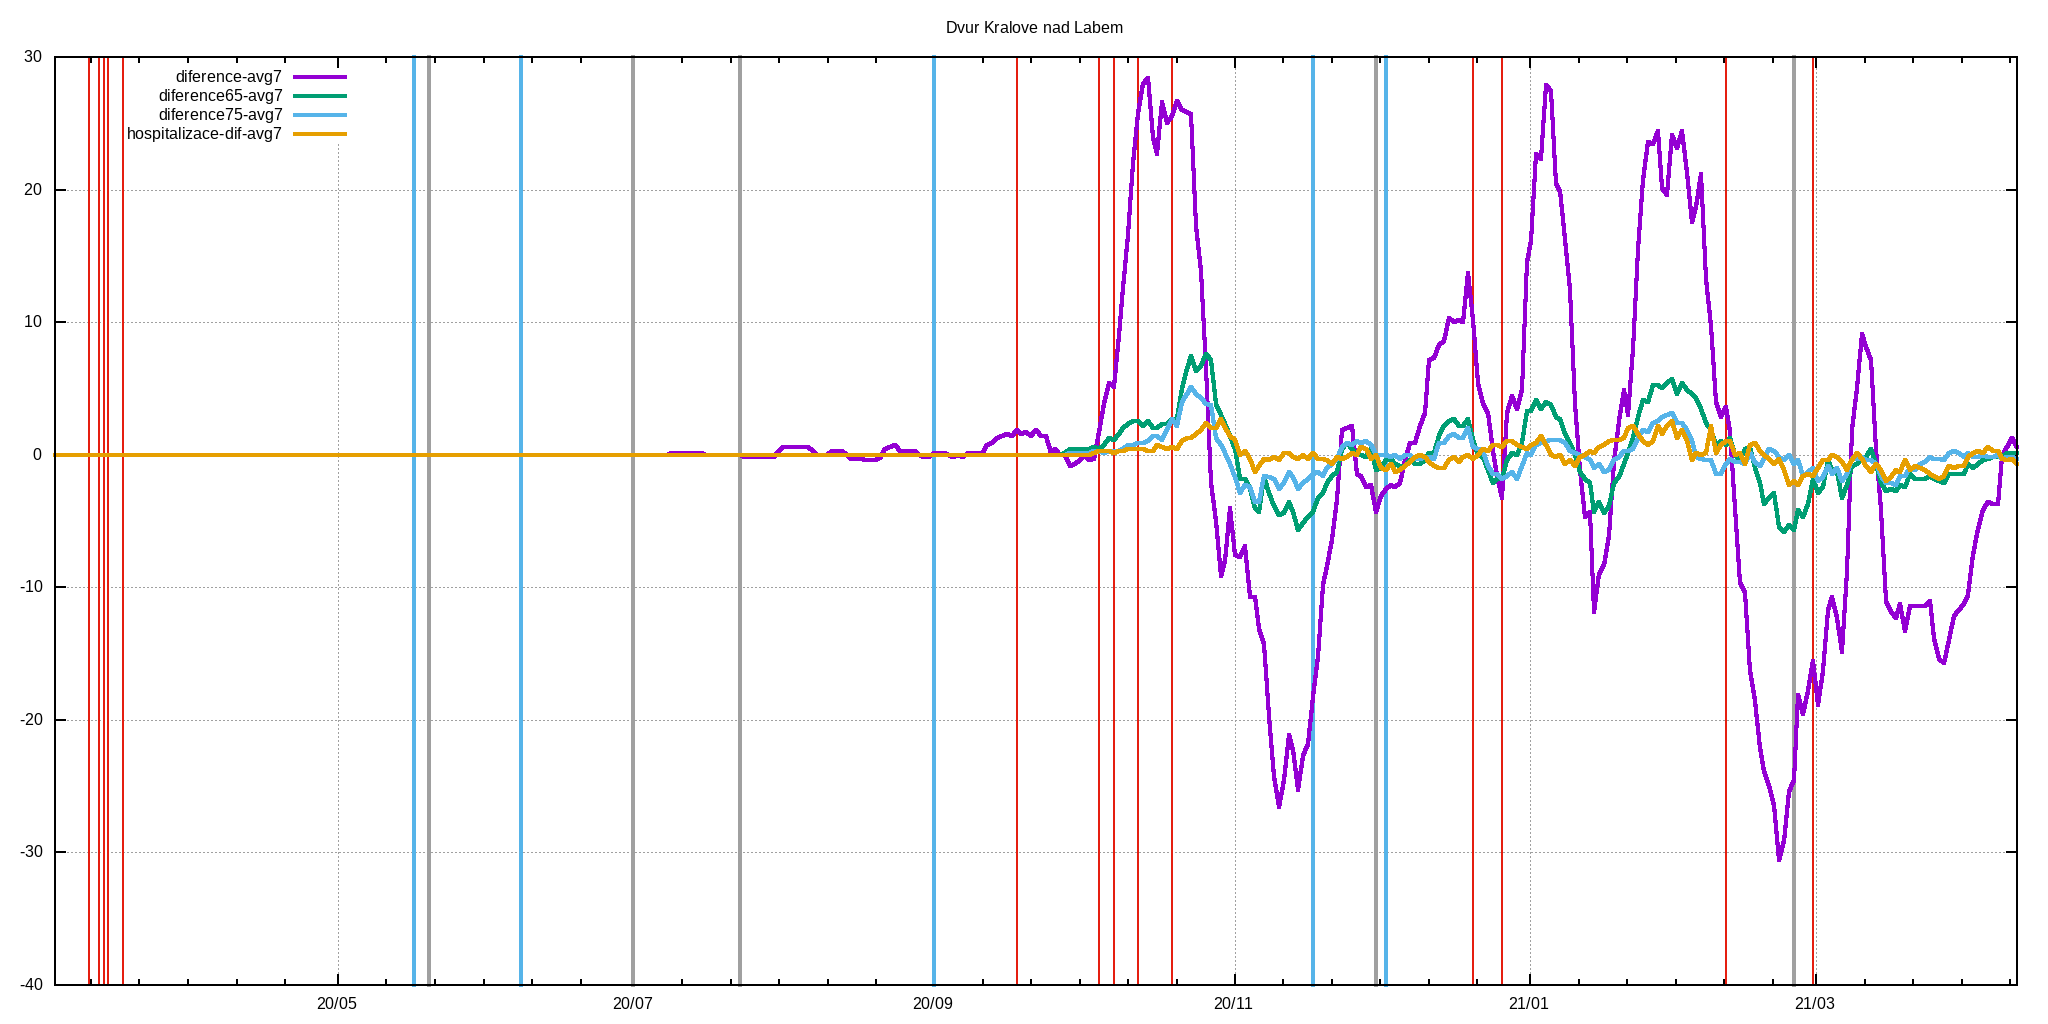 Dvur Kralove nad Labem
30
20
10
0
-10
-20
-30
-40
diference-avg7
diference65-avg7
diference75-avg7
hospitalizace-dif-avg7
20/05
20/07
20/09
20/11
21/01
21/03